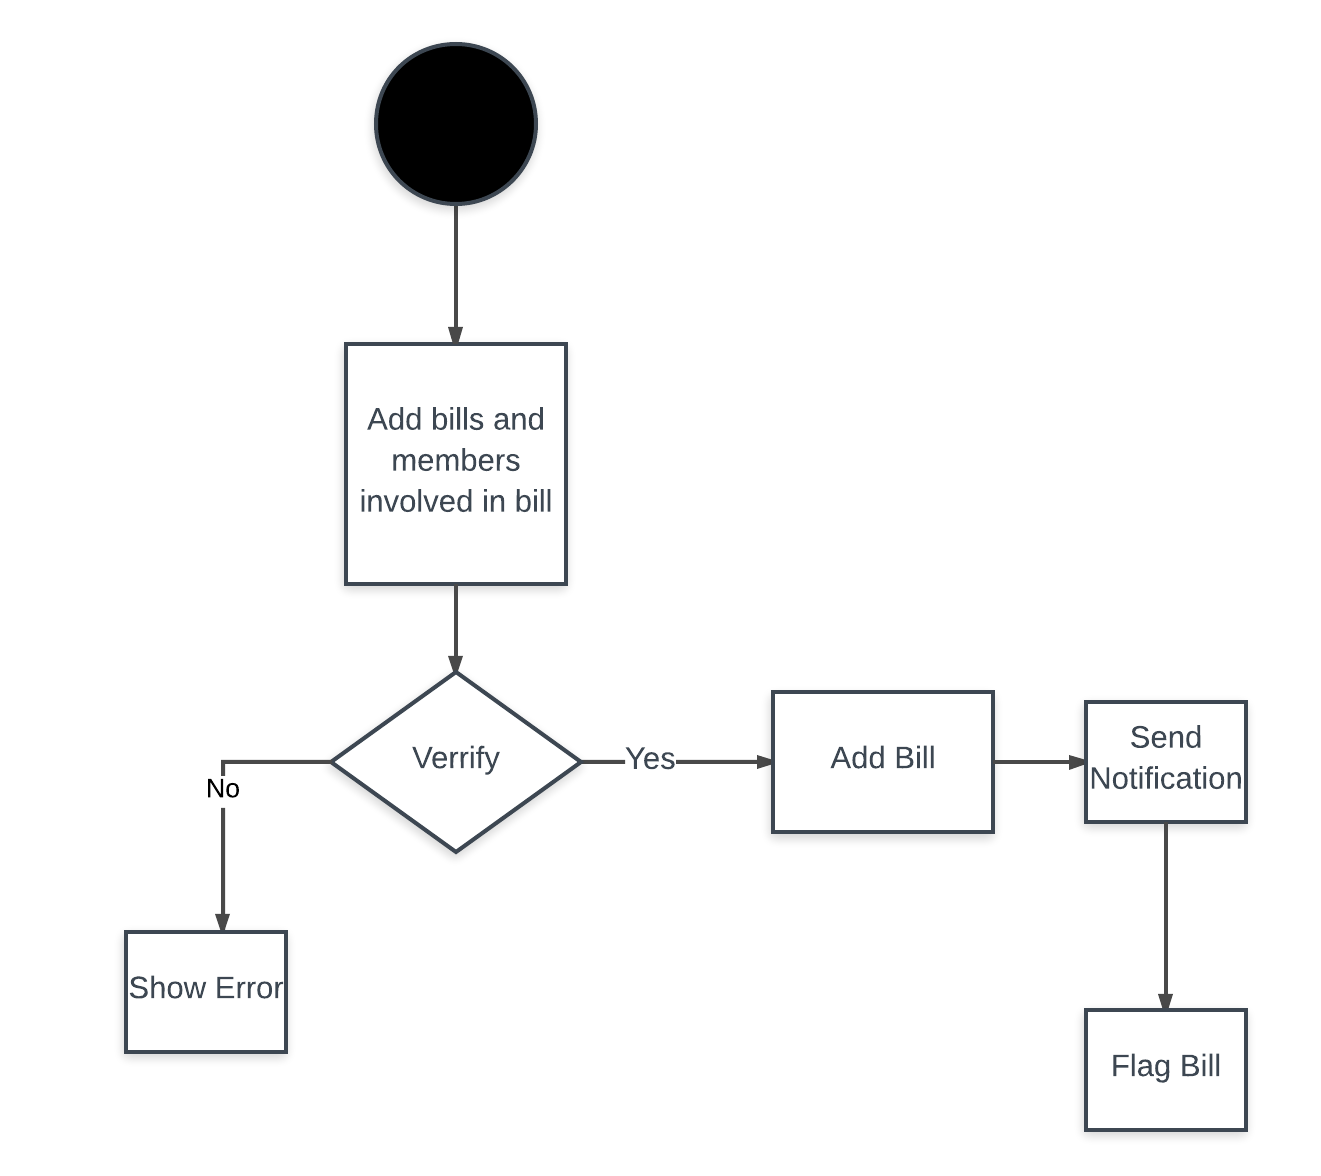 Add bills and
members
involved in bill
Verrify
No
Yes
Add Bill
Send
Notification
Show Error
Flag Bill